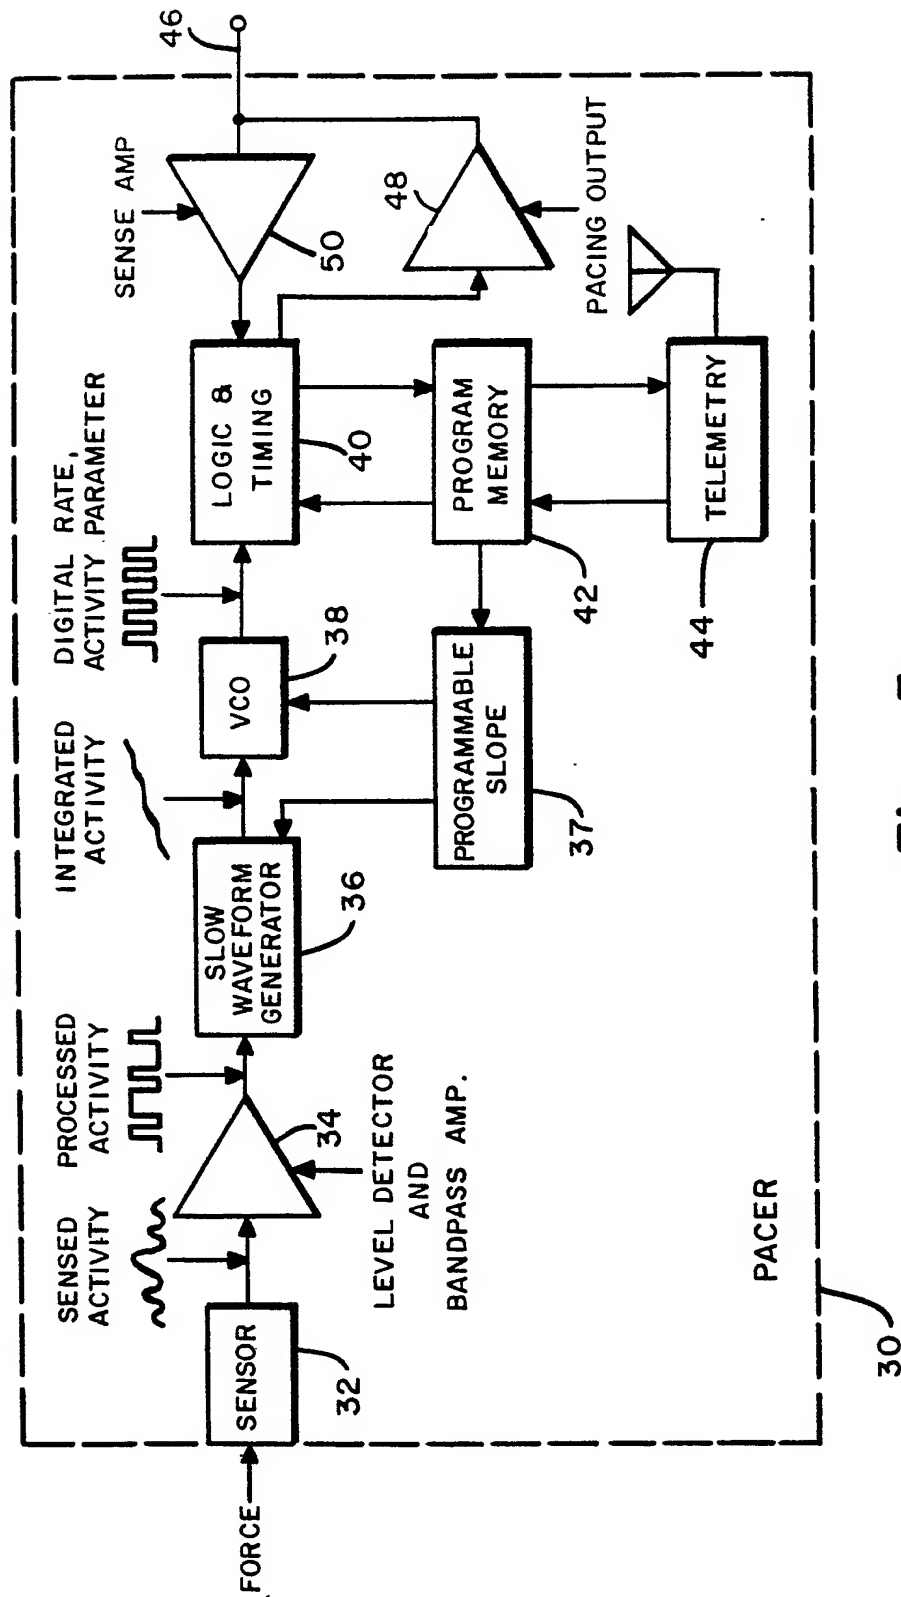 SENSED
ACTIVITY
PROCESSED
ACTIVITY
INTEGRATED
ACTIVITY
DIGITAL RATE,
ACTIVITY PARAMETER
SENSE AMP
46
FORCE
SENSOR
32
34
SLOW
WAVEFORM
GENERATOR
36
VCO
38
LOGIC &
TIMING
40
50
48
LEVEL DETECTOR
AND
BANDPASS AMP.
PROGRAMMABLE
SLOPE
37
PROGRAM
MEMORY
42
PACING OUTPUT
TELEMETRY
44
PACER
30